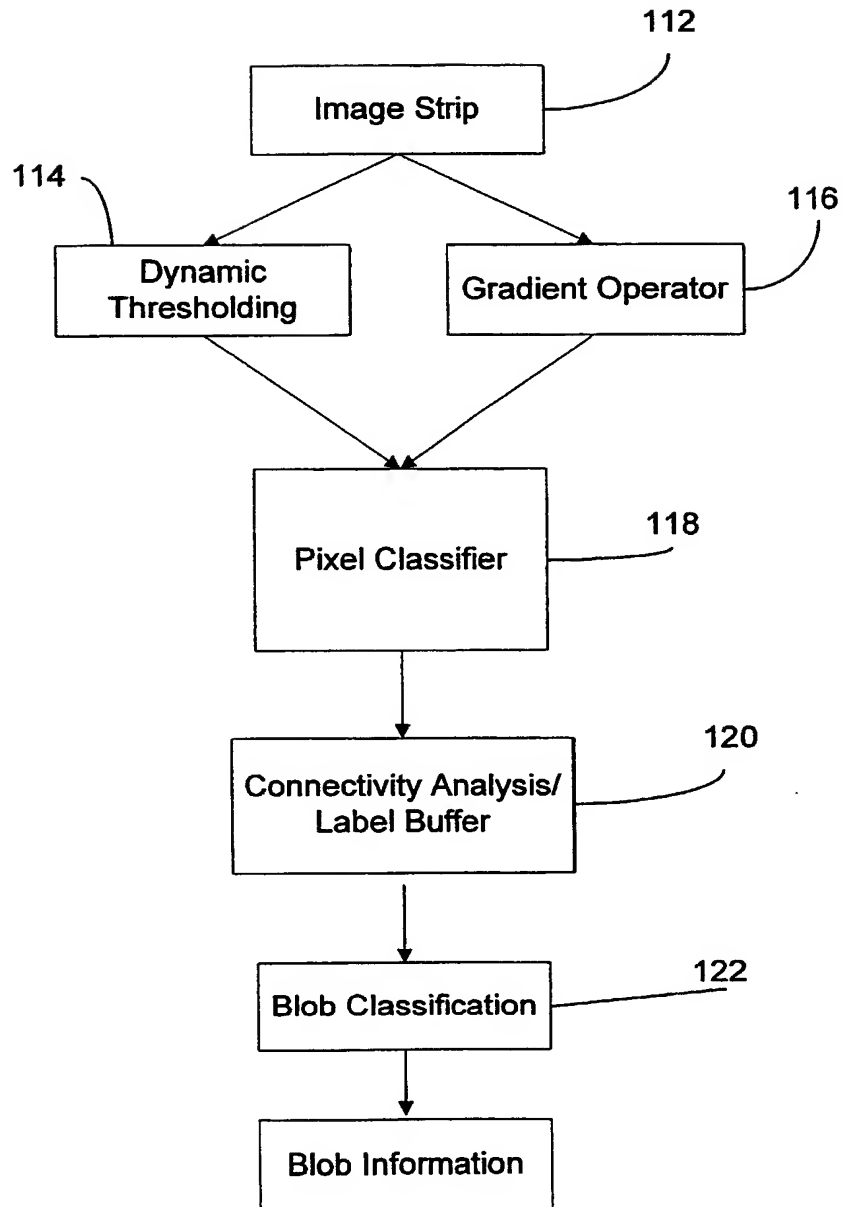 112
Image Strip
114
116
Dynamic
Thresholding
Gradient Operator
118
Pixel Classifier
120
Connectivity Analysis/
Label Buffer
122
Blob Classification
Blob Information